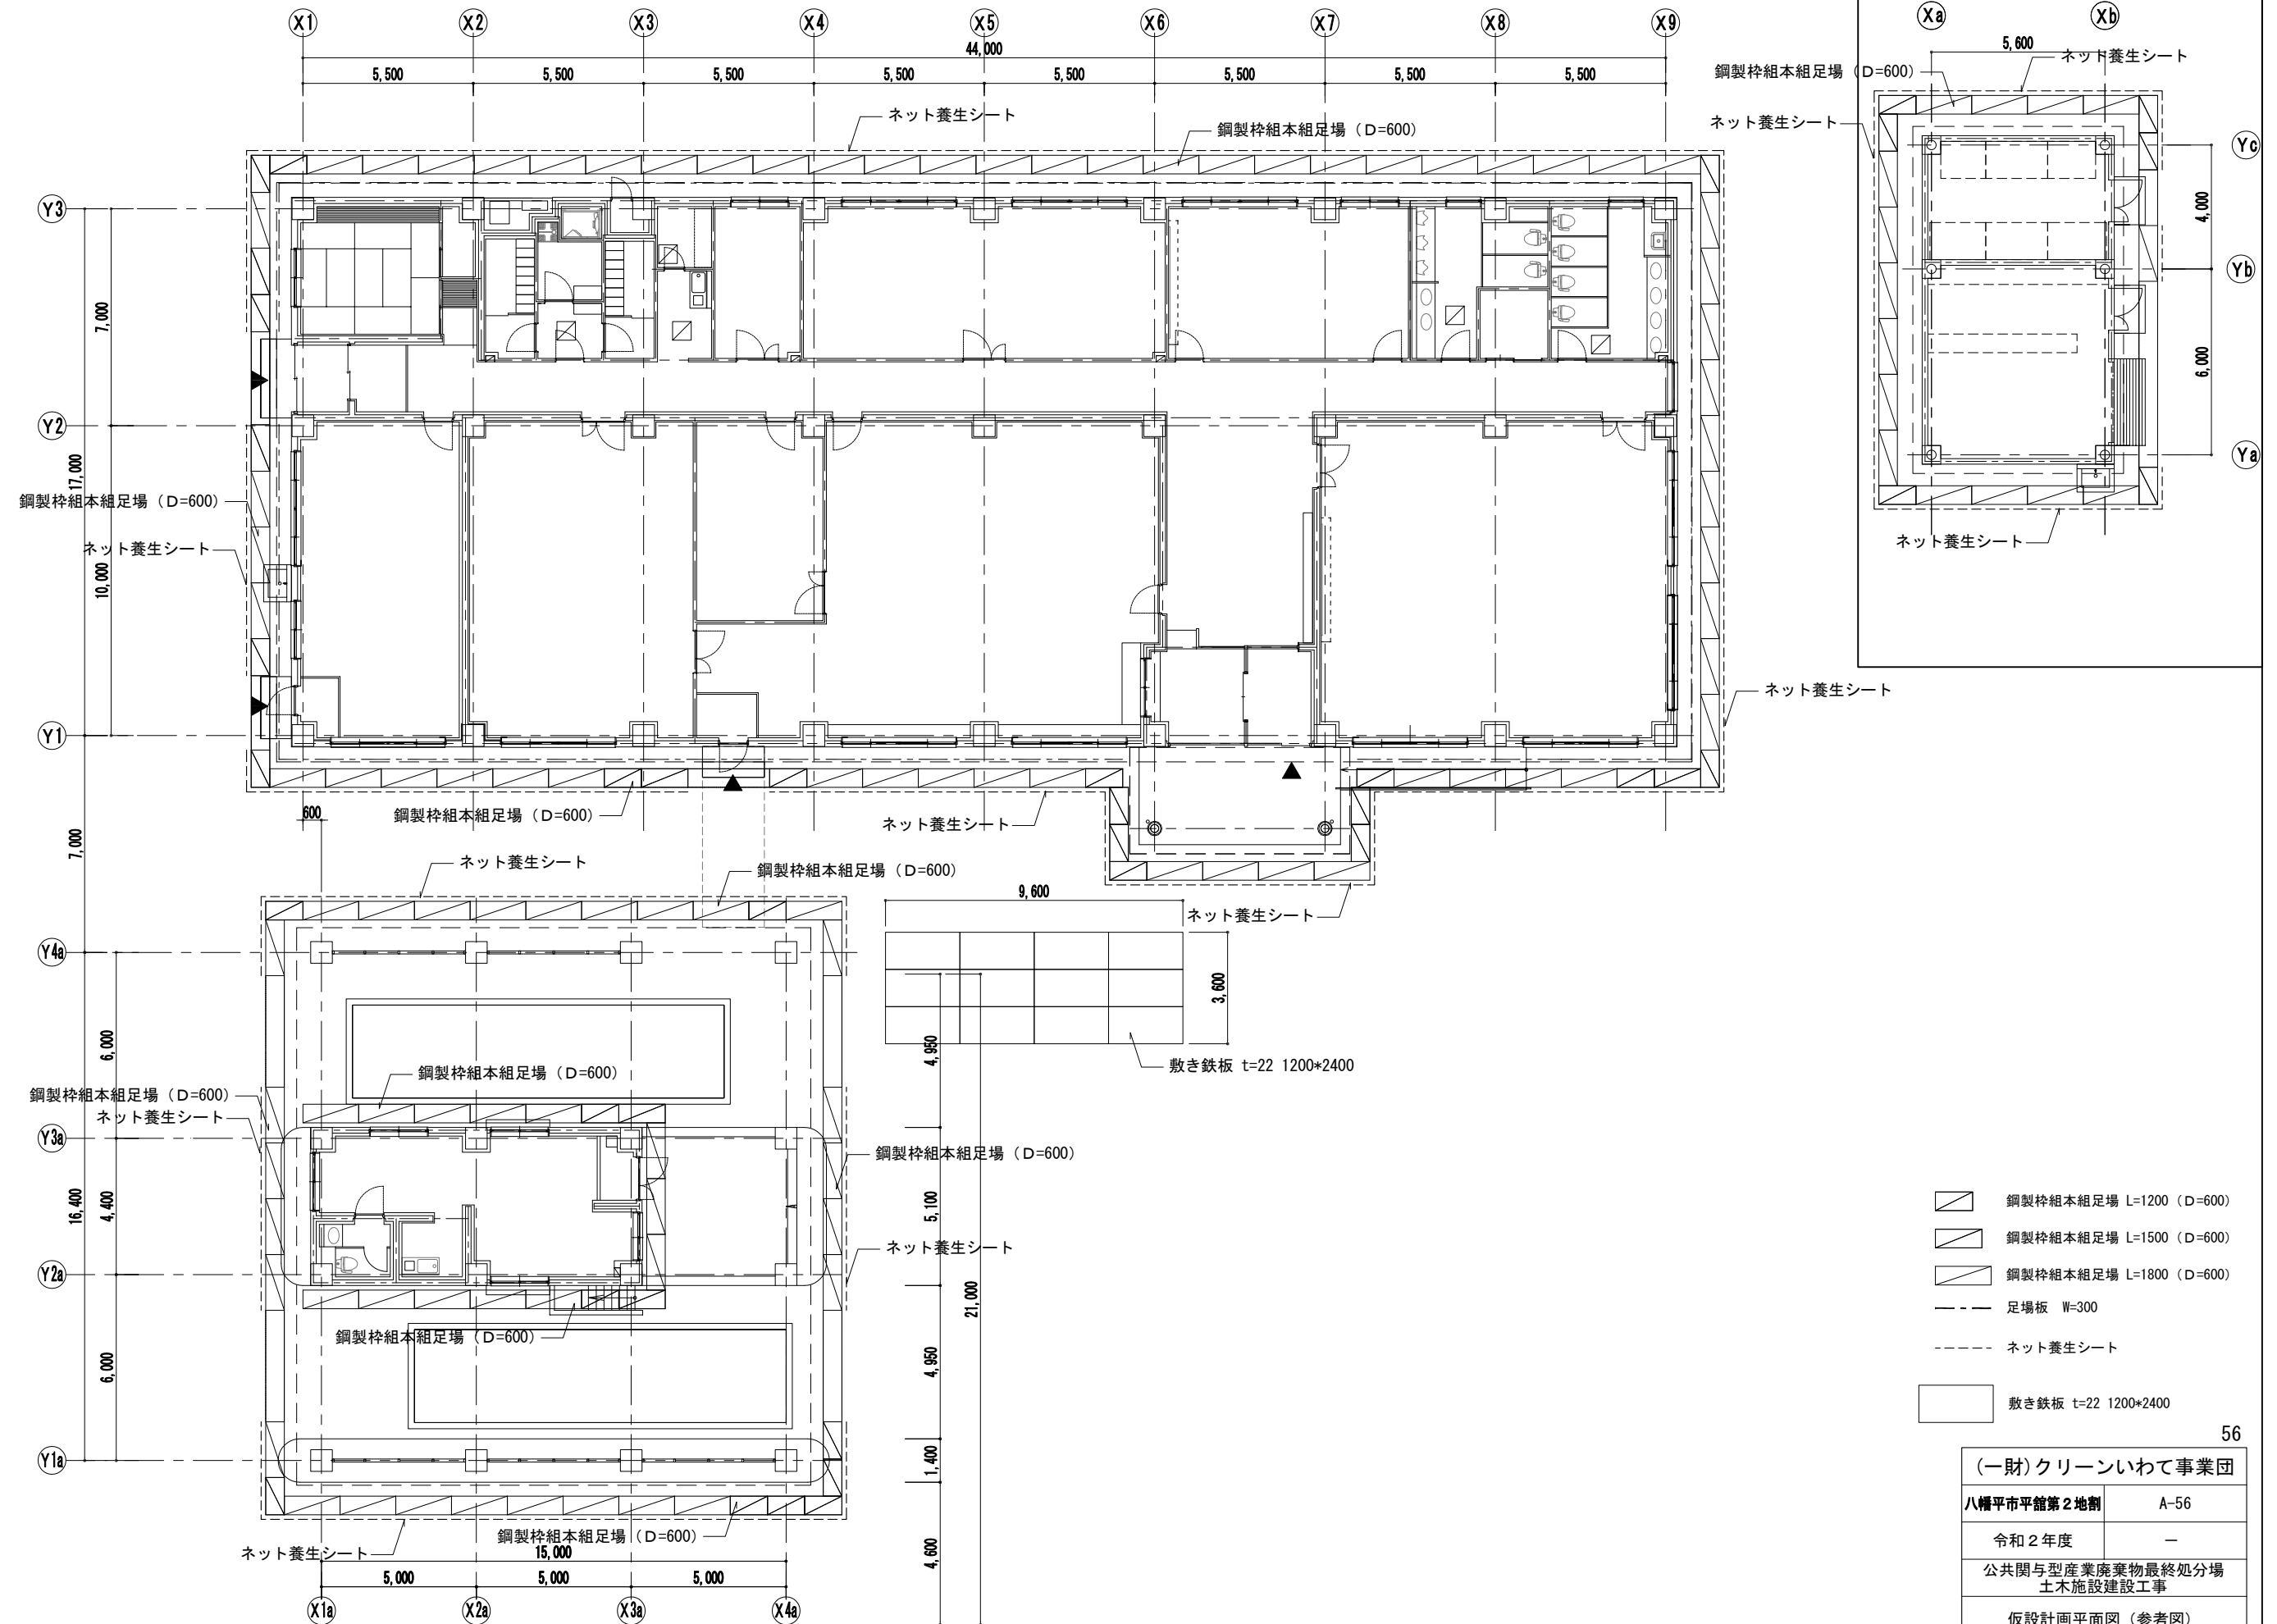 X1
X2
X3
X4
X5
X6
X7
X8
X9
44,000
5,500
5,500
5,500
5,500
5,500
5,500
5,500
5,500
ネット養生シート
鋼製枠組本組足場（D=600）
Y3
Y2
Y1
7,000
17,000
10,000
7,000
鋼製枠組本組足場（D=600）
ネット養生シート
ネット養生シート
600
鋼製枠組本組足場（D=600）
ネット養生シート
ネット養生シート
鋼製枠組本組足場（D=600）
ネット養生シート
Xa
Xb
5,600
ネット養生シート
鋼製枠組本組足場（D=600）
ネット養生シート
Yc
Yb
Ya
4,000
6,000
ネット養生シート
9,600
3,600
敷き鉄板 t=22 1200*2400
Y4a
Y3a
Y2a
Y1a
6,000
16,400
4,400
6,000
鋼製枠組本組足場（D=600）
鋼製枠組本組足場（D=600）
ネット養生シート
鋼製枠組本組足場（D=600）
ネット養生シート
鋼製枠組本組足場（D=600）
鋼製枠組本組足場（D=600）
ネット養生シート
4,950
5,100
21,000
4,950
1,400
4,600
15,000
5,000
5,000
5,000
X1a
X2a
X3a
X4a
鋼製枠組本組足場 L=1200（D=600）
鋼製枠組本組足場 L=1500（D=600）
鋼製枠組本組足場 L=1800（D=600）
足場板　W=300
ネット養生シート
敷き鉄板 t=22 1200*2400
56
(一財)クリーンいわて事業団
八幡平市平舘第２地割
A-56
令和２年度
－
公共関与型産業廃棄物最終処分場
土木施設建設工事
仮設計画平面図（参考図）